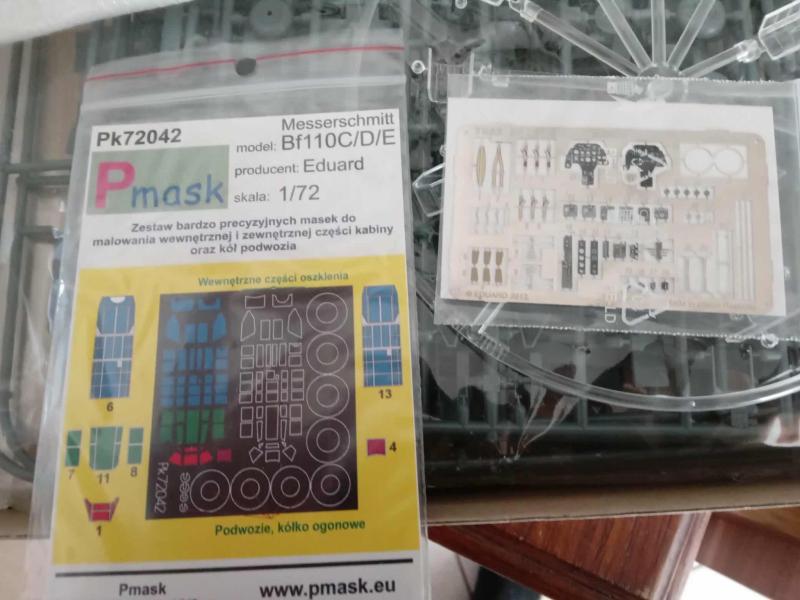 Pk72042
Messerschmitt
model: Bf110C/D/E
Pmask
producent: Eduard
skala: 1/72
Zestaw bardzo precyzyjnych masek do
malowania wewnętrznej i zewnętrznej części kabiny
oraz kół podwozia
Wewnętrzne części oszklenia
6
13
7
11
8
4
1
Pk72042
Podwozie, kółko ogonowe
Pmask
www.pmask.eu
© EDUARD